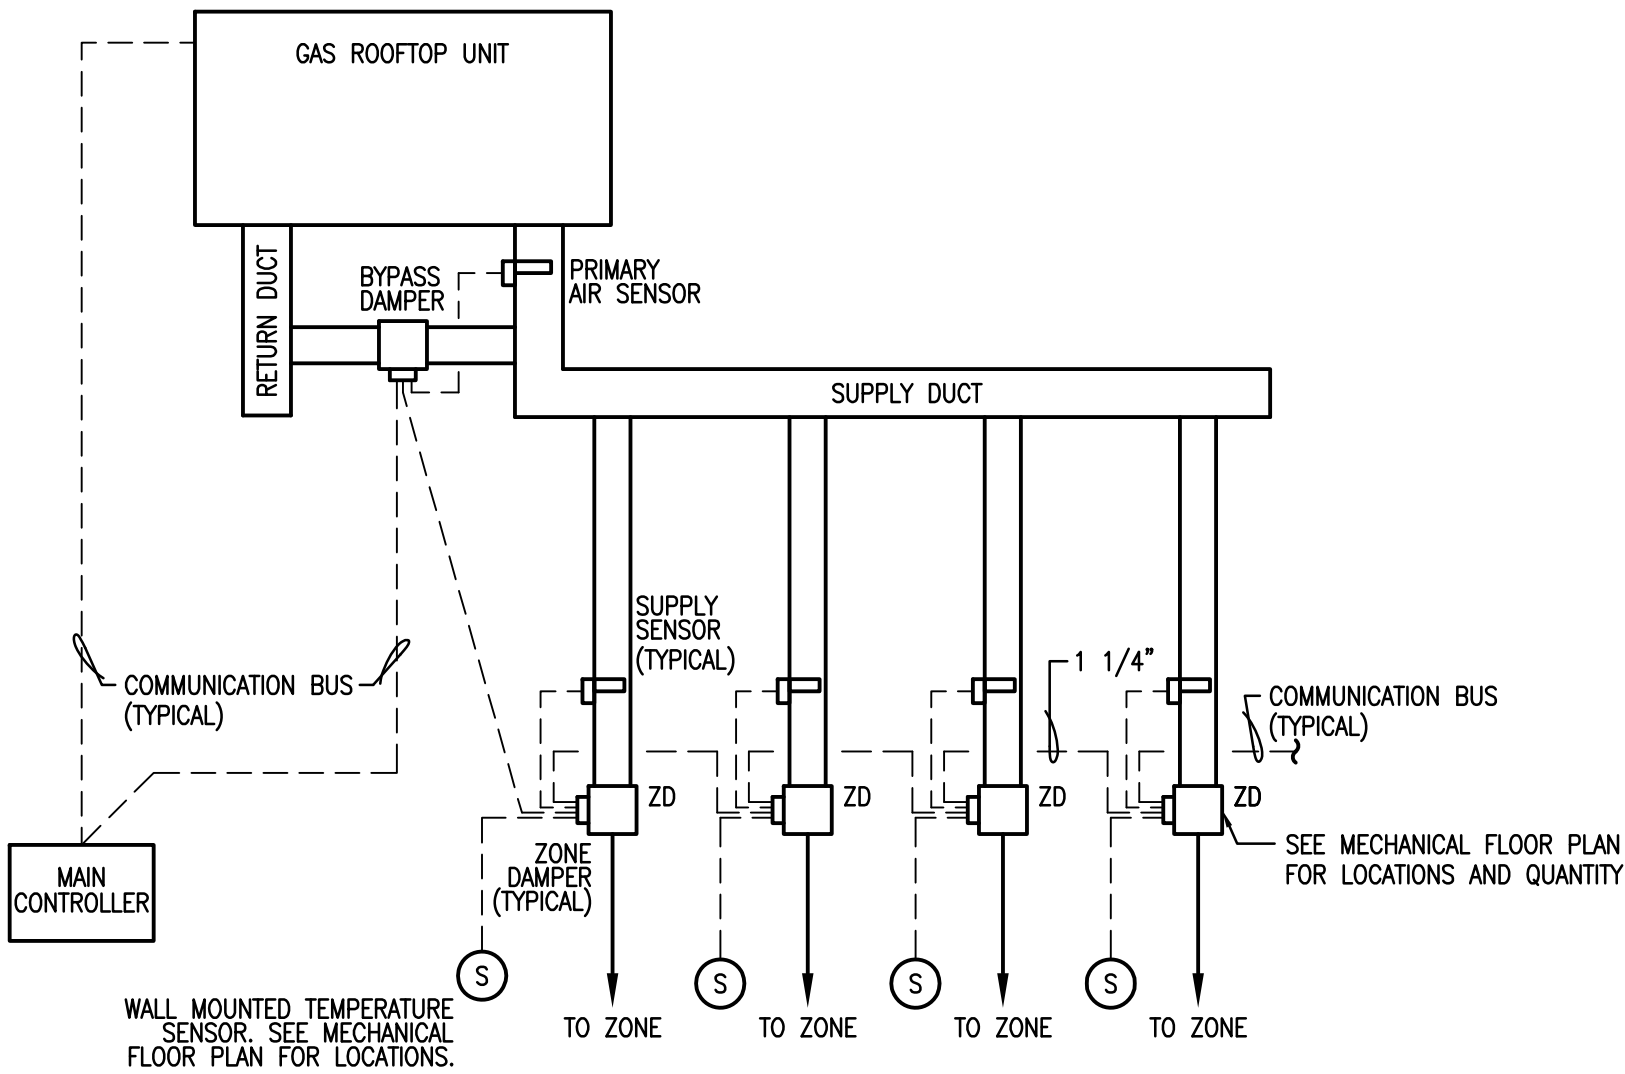 GAS ROOFTOP UNIT
RETURN DUCT
BYPASS
DAMPER
PRIMARY
AIR SENSOR
SUPPLY DUCT
SUPPLY
SENSOR
(TYPICAL)
1 1/4"
COMMUNICATION BUS
(TYPICAL)
COMMUNICATION BUS
(TYPICAL)
ZD
ZD
ZD
ZD
SEE MECHANICAL FLOOR PLAN
FOR LOCATIONS AND QUANTITY
ZONE
DAMPER
(TYPICAL)
MAIN
CONTROLLER
S
S
S
S
WALL MOUNTED TEMPERATURE
SENSOR. SEE MECHANICAL
FLOOR PLAN FOR LOCATIONS.
TO ZONE
TO ZONE
TO ZONE
TO ZONE